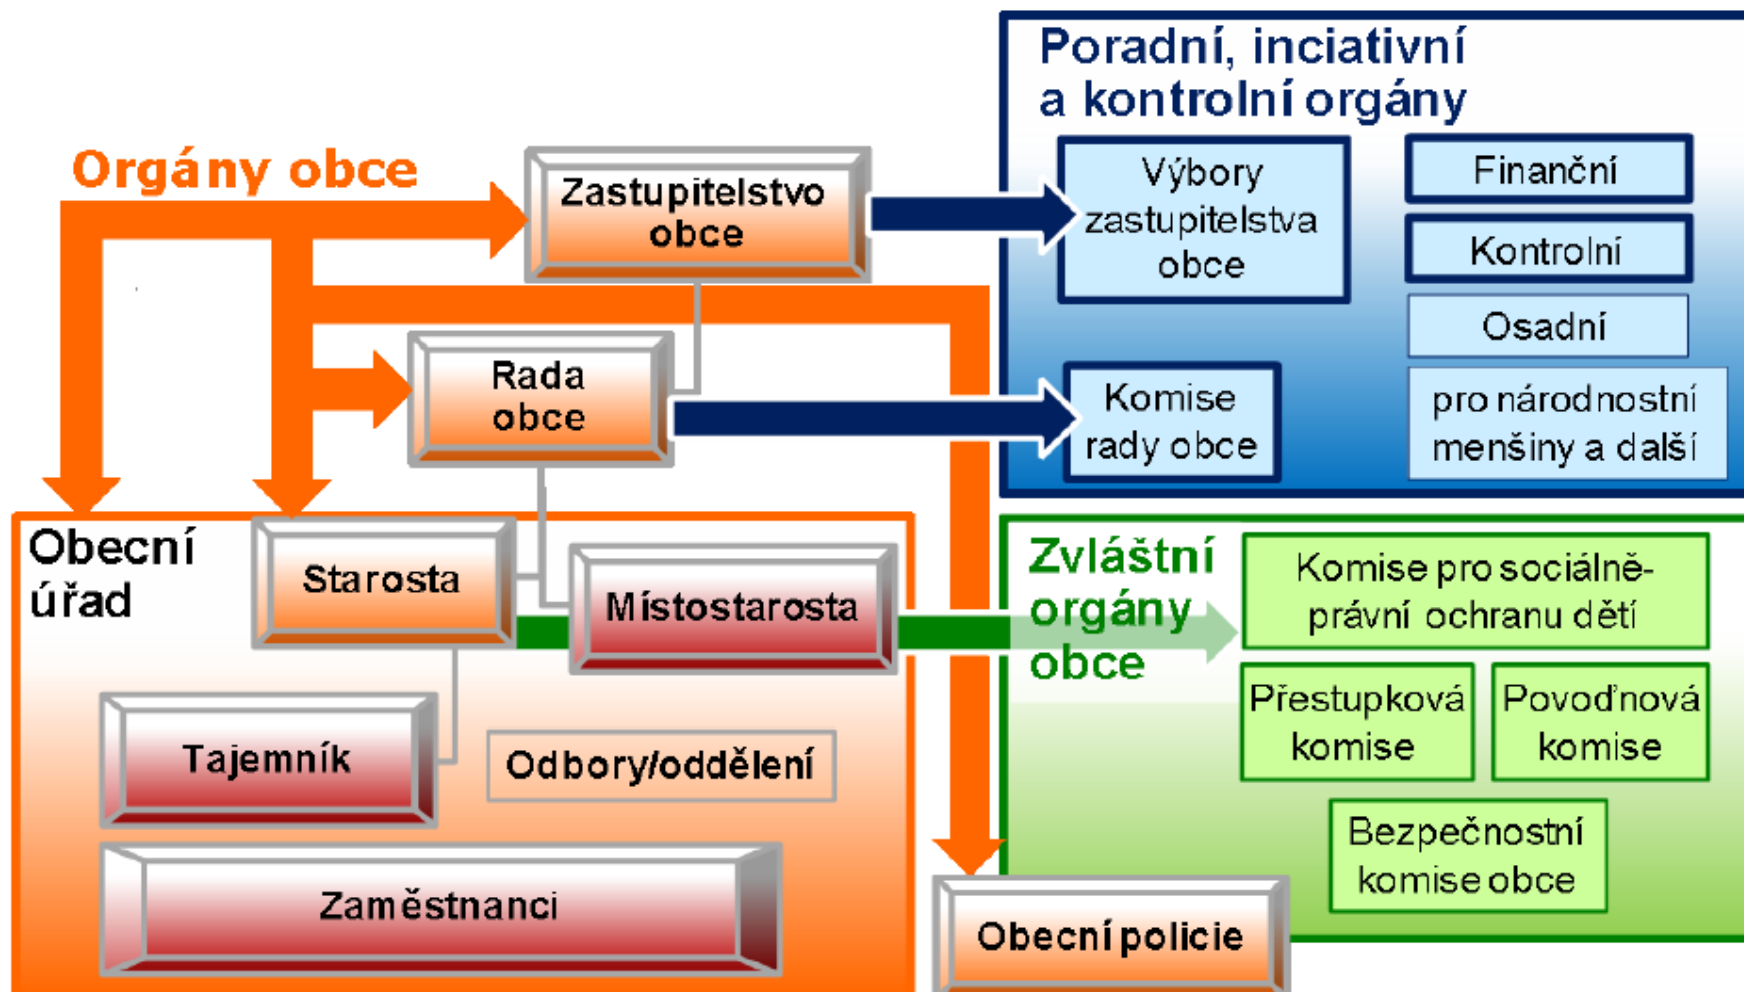 Orgány obce
Zastupitelstvo
obce
Rada
obce
Obecní
úřad
Starosta
Místostarosta
Tajemník
Odbory/oddělení
Zaměstnanci
Obecní policie
Poradní, inciativní
a kontrolní orgány
Výbory
zastupitelstva
obce
Finanční
Kontrolní
Osadní
pro národnostní
menšiny a další
Komise
rady obce
Zvláštní
orgány
obce
Komise pro sociálně-
právní ochranu dětí
Přestupková
komise
Povoďnová
komise
Bezpečnostní
komise obce